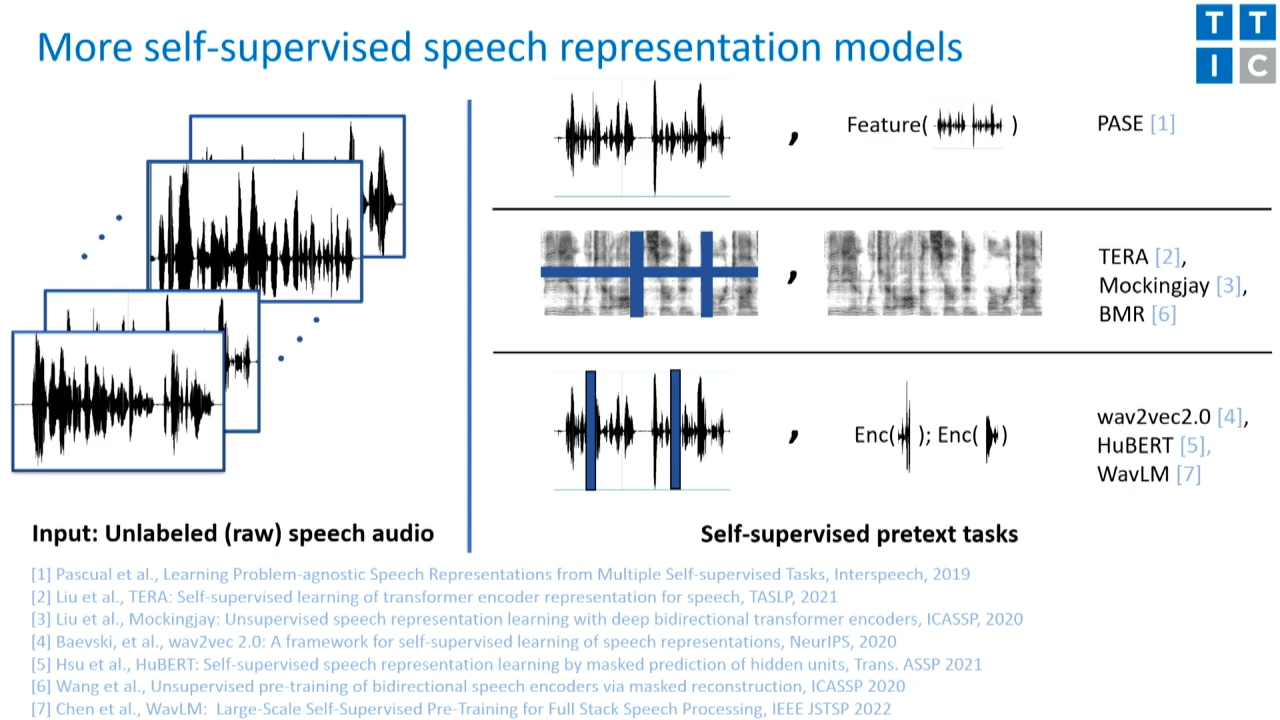 More self-supervised speech representation models
T T
I C
, Feature( ) PASE [1]
, TERA [2],
Mockingjay [3],
BMR [6]
, Enc( ); Enc( ) wav2vec2.0 [4],
HuBERT [5],
WavLM [7]
Input: Unlabeled (raw) speech audio
Self-supervised pretext tasks
[1] Pascual et al., Learning Problem-agnostic Speech Representations from Multiple Self-supervised Tasks, Interspeech, 2019
[2] Liu et al., TERA: Self-supervised learning of transformer encoder representation for speech, TASLP, 2021
[3] Liu et al., Mockingjay: Unsupervised speech representation learning with deep bidirectional transformer encoders, ICASSP, 2020
[4] Baevski, et al., wav2vec 2.0: A framework for self-supervised learning of speech representations, NeurIPS, 2020
[5] Hsu et al., HuBERT: Self-supervised speech representation learning by masked prediction of hidden units, Trans. ASSP 2021
[6] Wang et al., Unsupervised pre-training of bidirectional speech encoders via masked reconstruction, ICASSP 2020
[7] Chen et al., WavLM: Large-Scale Self-Supervised Pre-Training for Full Stack Speech Processing, IEEE JSTSP 2022